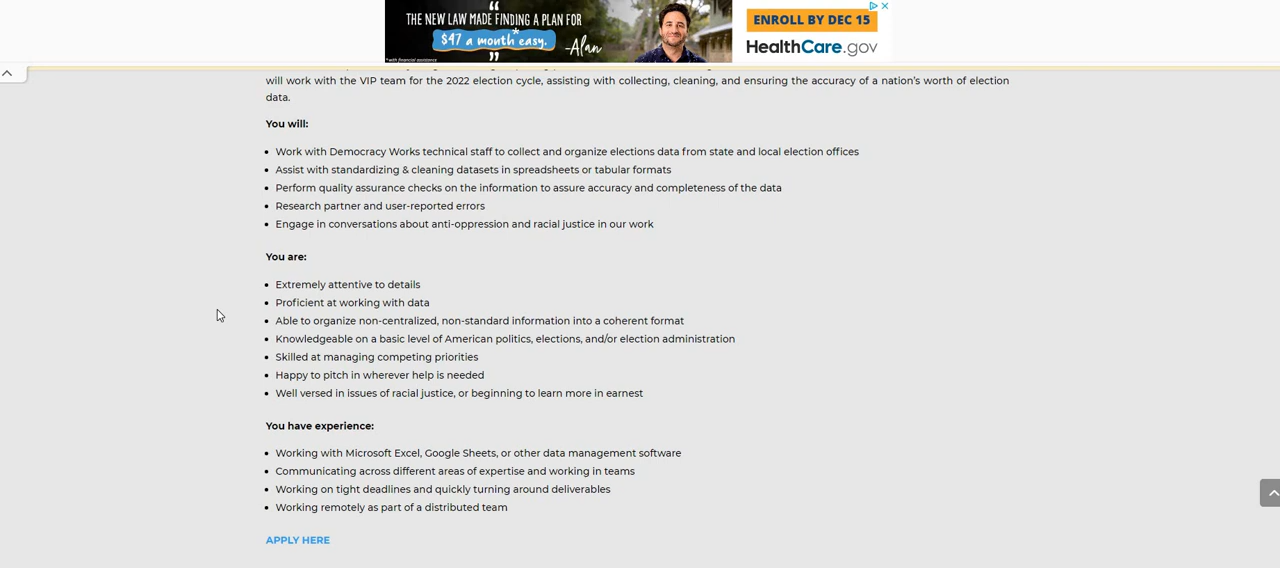 THE NEW LAW MADE FINDING A PLAN FOR
$47 a month* easy.
-Alan
*with financial assistance
ENROLL BY DEC 15
HealthCare.gov
will work with the VIP team for the 2022 election cycle, assisting with collecting, cleaning, and ensuring the accuracy of a nation's worth of election
data.
You will:
• Work with Democracy Works technical staff to collect and organize elections data from state and local election offices
• Assist with standardizing & cleaning datasets in spreadsheets or tabular formats
• Perform quality assurance checks on the information to assure accuracy and completeness of the data
• Research partner and user-reported errors
• Engage in conversations about anti-oppression and racial justice in our work
You are:
• Extremely attentive to details
• Proficient at working with data
• Able to organize non-centralized, non-standard information into a coherent format
• Knowledgeable on a basic level of American politics, elections, and/or election administration
• Skilled at managing competing priorities
• Happy to pitch in wherever help is needed
• Well versed in issues of racial justice, or beginning to learn more in earnest
You have experience:
• Working with Microsoft Excel, Google Sheets, or other data management software
• Communicating across different areas of expertise and working in teams
• Working on tight deadlines and quickly turning around deliverables
• Working remotely as part of a distributed team
APPLY HERE